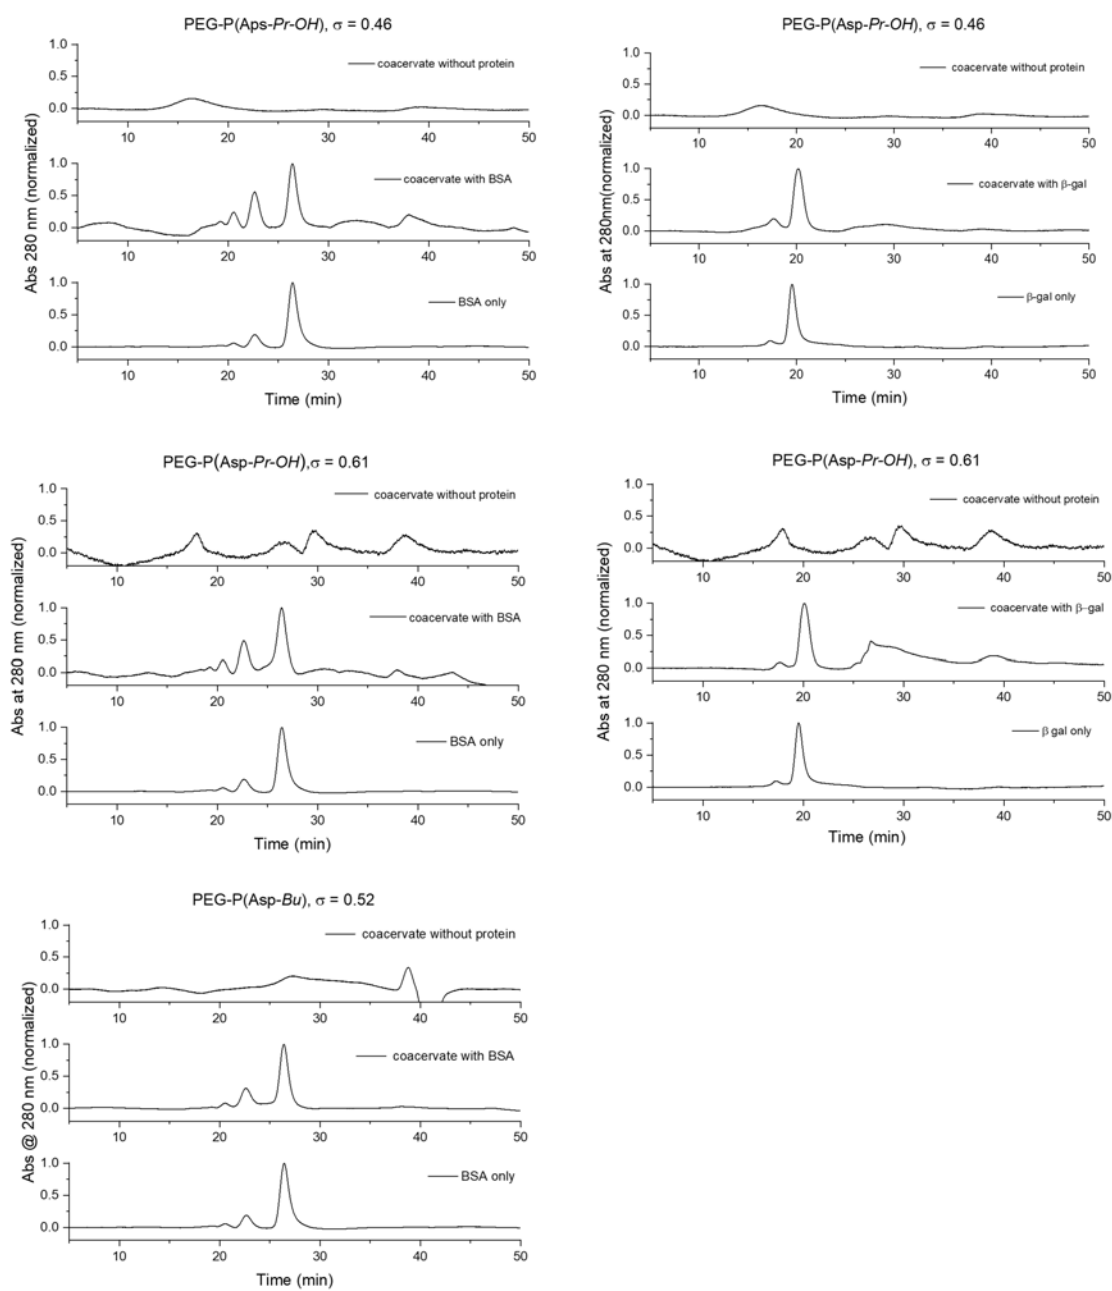 PEG-P(Aps-Pr-OH), σ = 0.46
Abs 280 nm (normalized)
coacervate without protein
1.0
0.5
0.0
10 20 30 40 50
coacervate with BSA
1.0
0.5
0.0
10 20 30 40 50
BSA only
1.0
0.5
0.0
10 20 30 40 50
Time (min)
PEG-P(Asp-Pr-OH), σ = 0.46
Abs at 280nm(normalized)
coacervate without protein
1.0
0.5
0.0
10 20 30 40 50
coacervate with β-gal
1.0
0.5
0.0
10 20 30 40 50
β-gal only
1.0
0.5
0.0
10 20 30 40 50
Time (min)
PEG-P(Asp-Pr-OH),σ = 0.61
Abs at 280 nm (normalized)
coacervate without protein
1.0
0.5
0.0
10 20 30 40 50
coacervate with BSA
1.0
0.5
0.0
10 20 30 40 50
BSA only
1.0
0.5
0.0
10 20 30 40 50
Time (min)
PEG-P(Asp-Pr-OH), σ = 0.61
Abs at 280 nm (normalized)
coacervate without protein
1.0
0.5
0.0
10 20 30 40 50
coacervate with β-gal
1.0
0.5
0.0
10 20 30 40 50
β gal only
1.0
0.5
0.0
10 20 30 40 50
Time (min)
PEG-P(Asp-Bu), σ = 0.52
Abs @ 280 nm (normalized)
coacervate without protein
1.0
0.5
0.0
10 20 30 40 50
coacervate with BSA
1.0
0.5
0.0
10 20 30 40 50
BSA only
1.0
0.5
0.0
10 20 30 40 50
Time (min)